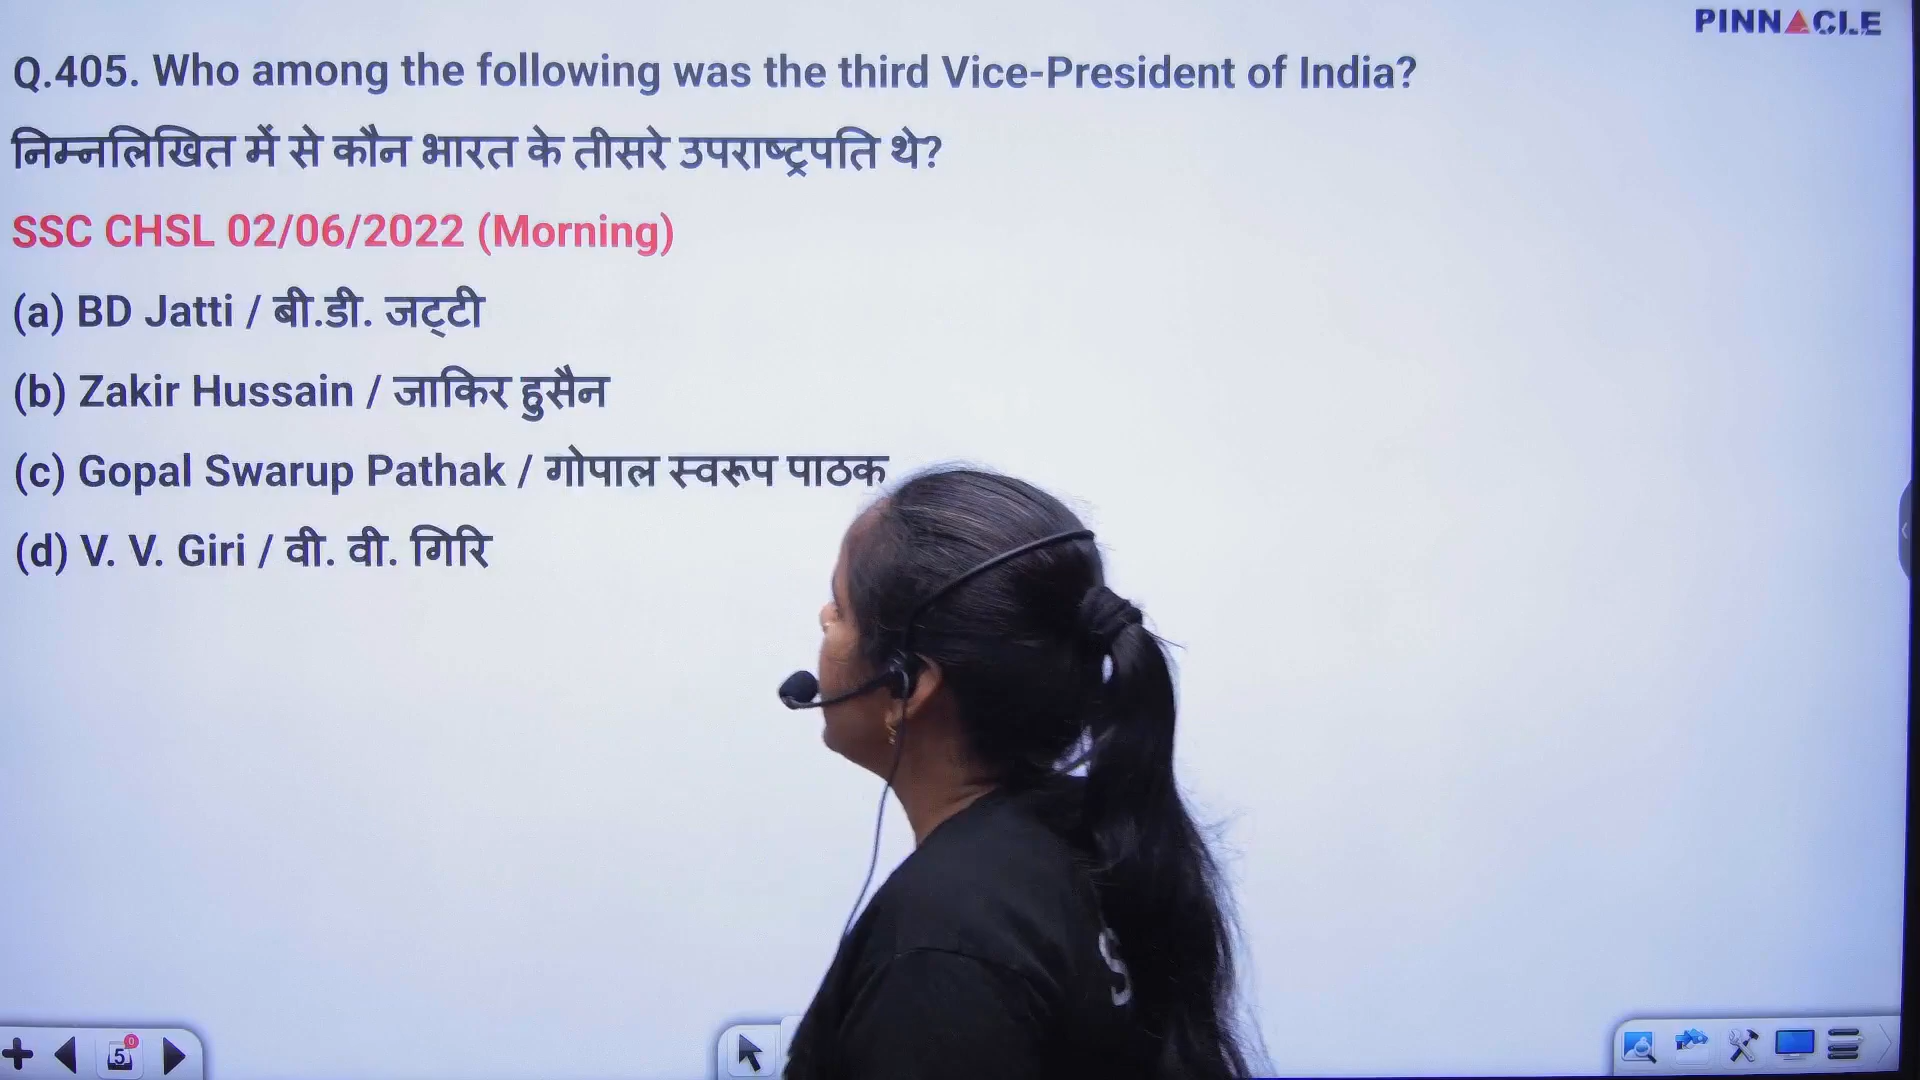 PINNACLE
Q.405. Who among the following was the third Vice-President of India?
निम्नलिखित में से कौन भारत के तीसरे उपराष्ट्रपति थे?
SSC CHSL 02/06/2022 (Morning)
(a) BD Jatti / बी.डी. जट्टी
(b) Zakir Hussain / जाकिर हुसैन
(c) Gopal Swarup Pathak / गोपाल स्वरूप पाठक
(d) V. V. Giri / वी. वी. गिरि
S
5
0